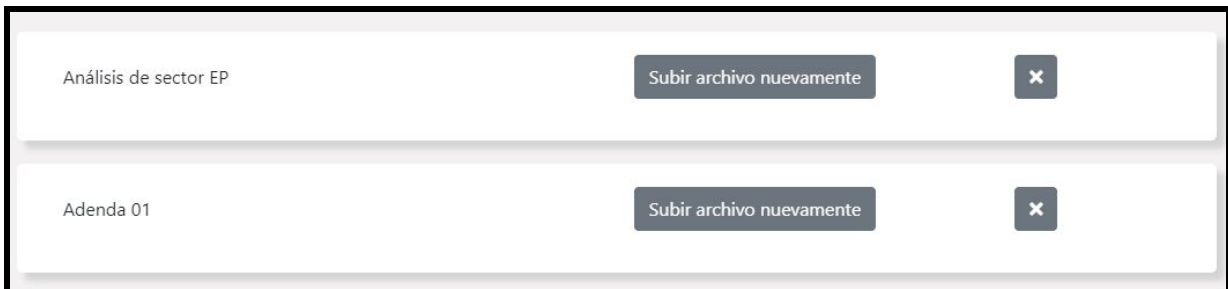 Análisis de sector EP Subir archivo nuevamente
Adenda 01 Subir archivo nuevamente